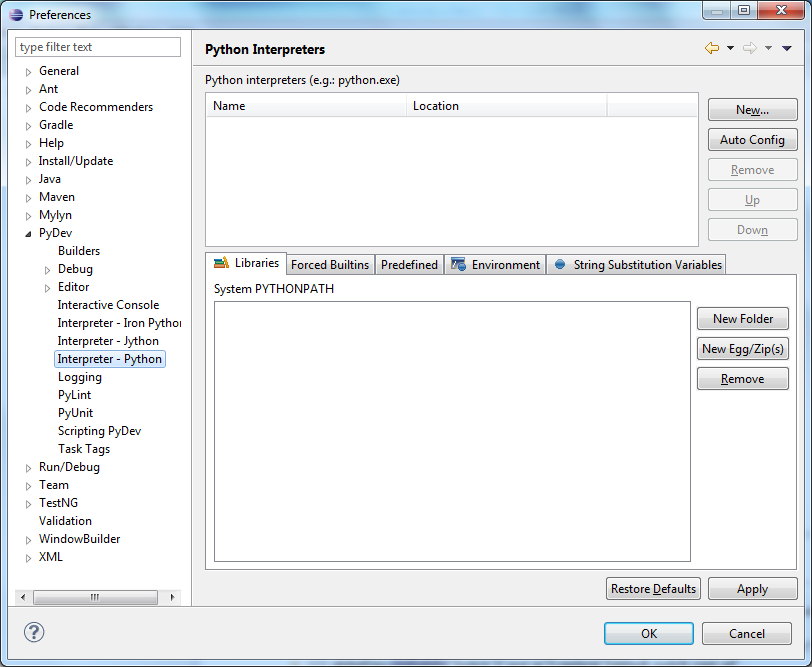 Preferences
type filter text
General
Ant
Code Recommenders
Gradle
Help
Install/Update
Java
Maven
Mylyn
PyDev
Builders
Debug
Editor
Interactive Console
Interpreter - Iron Python
Interpreter - Jython
Interpreter - Python
Logging
PyLint
PyUnit
Scripting PyDev
Task Tags
Run/Debug
Team
TestNG
Validation
WindowBuilder
XML
Python Interpreters
Python interpreters (e.g.: python.exe)
Name Location
New...
Auto Config
Remove
Up
Down
Libraries Forced Builtins Predefined Environment String Substitution Variables
System PYTHONPATH
New Folder
New Egg/Zip(s)
Remove
Restore Defaults Apply
? OK Cancel